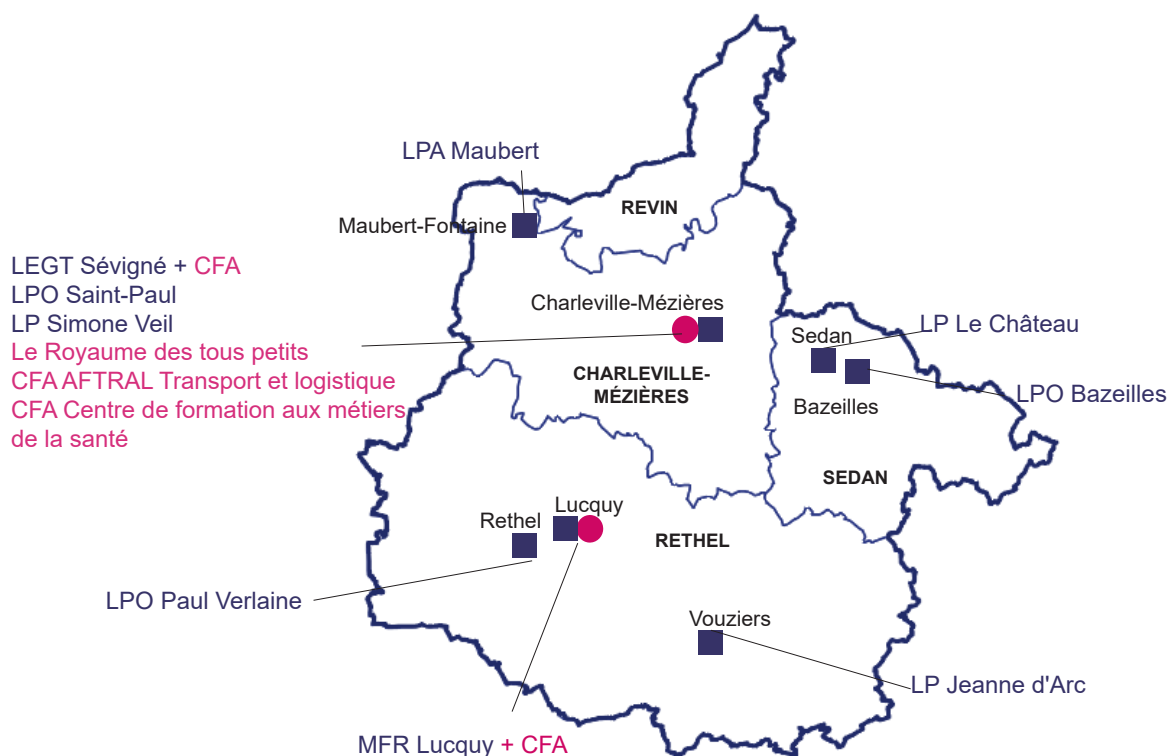 LPA Maubert
REVIN
Maubert-Fontaine
LEGT Sévigné + CFA
LPO Saint-Paul
LP Simone Veil
Le Royaume des tous petits
CFA AFTRAL Transport et logistique
CFA Centre de formation aux métiers
de la santé
Charleville-Mézières
CHARLEVILLE-
MÉZIÈRES
Sedan
LP Le Château
LPO Bazeilles
Bazeilles
SEDAN
Lucquy
Rethel
RETHEL
LPO Paul Verlaine
Vouziers
LP Jeanne d'Arc
MFR Lucquy + CFA